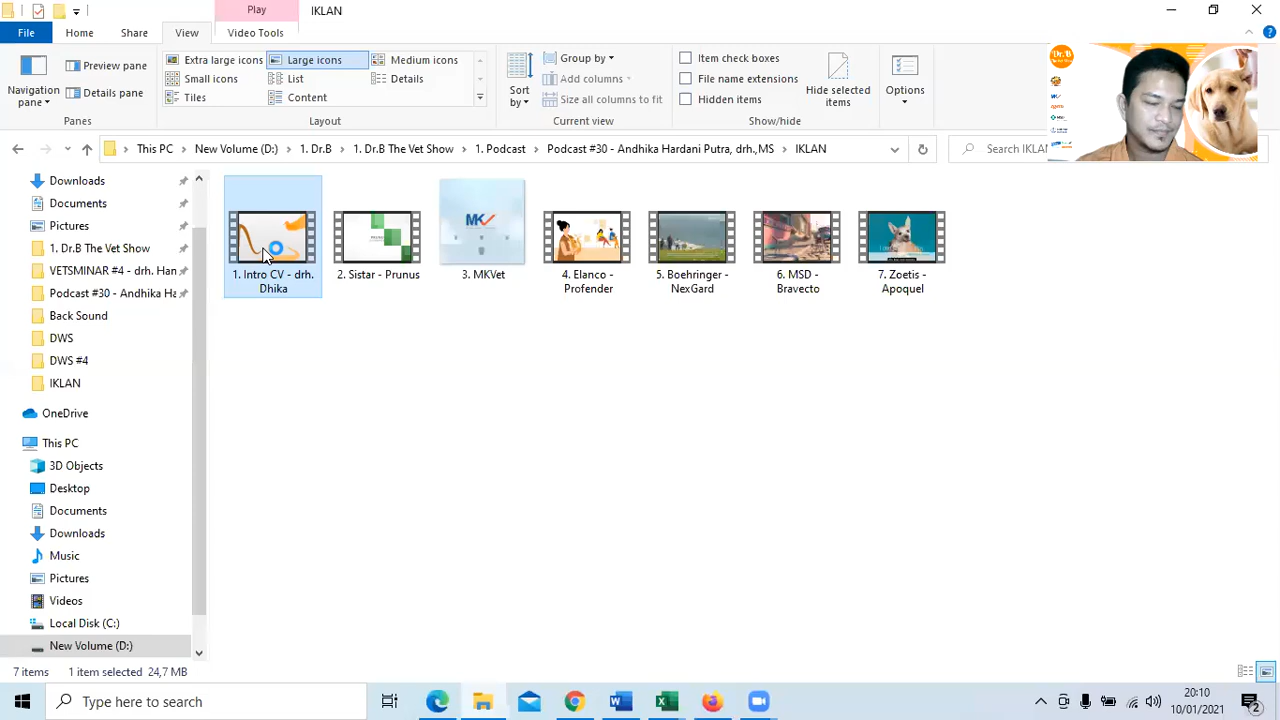 Play
IKLAN
File
Home
Share
View
Video Tools
Navigation pane
Preview pane
Details pane
Panes
Extra large icons
Large icons
Medium icons
Small icons
List
Details
Tiles
Content
Layout
Sort by
Group by
Add columns
Size all columns to fit
Current view
Item check boxes
File name extensions
Hidden items
Hide selected items
Show/hide
Options
Dr.B
This PC
New Volume (D:)
1. Dr.B
1. Dr.B The Vet Show
1. Podcast
Podcast #30 - Andhika Hardani Putra, drh.,MS
IKLAN
Search IKLAN
Downloads
Documents
Pictures
1. Dr.B The Vet Show
VETSMINAR #4 - drh. Han
Podcast #30 - Andhika Ha
Back Sound
DWS
DWS #4
IKLAN
OneDrive
This PC
3D Objects
Desktop
Documents
Downloads
Music
Pictures
Videos
Local Disk (C:)
New Volume (D:)
1. Intro CV - drh.
Dhika
2. Sistar - Prunus
MK
3. MKVet
4. Elanco -
Profender
5. Boehringer -
NexGard
6. MSD -
Bravecto
7. Zoetis -
Apoquel
7 items
1 item selected 24,7 MB
Type here to search
20:10
10/01/2021
2